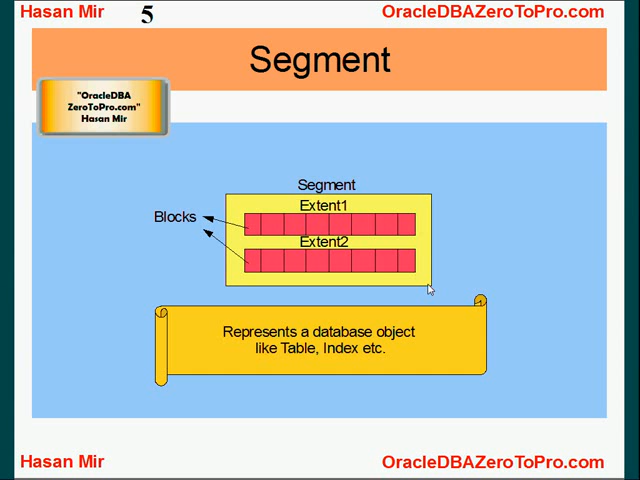 Hasan Mir 5 OracleDBAZeroToPro.com
Segment
"OracleDBA
ZeroToPro.com"
Hasan Mir
Segment
Extent1
Blocks
Extent2
Represents a database object
like Table, Index etc.
Hasan Mir OracleDBAZeroToPro.com